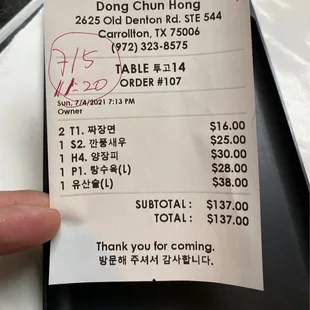 Dong Chun Hong
2625 Old Denton Rd. STE 544
Carrollton, TX 75006
(972) 323-8575
7/5
11:20
TABLE 투고14
ORDER #107
Sun, 7/4/2021 7:13 PM
Owner
2 T1. 짜장면 $16.00
1 S2. 깐풍새우 $25.00
1 H4. 양장피 $30.00
1 P1. 탕수육(L) $28.00
1 유산슬(L) $38.00
SUBTOTAL : $137.00
TOTAL : $137.00
Thank you for coming.
방문해 주셔서 감사합니다.